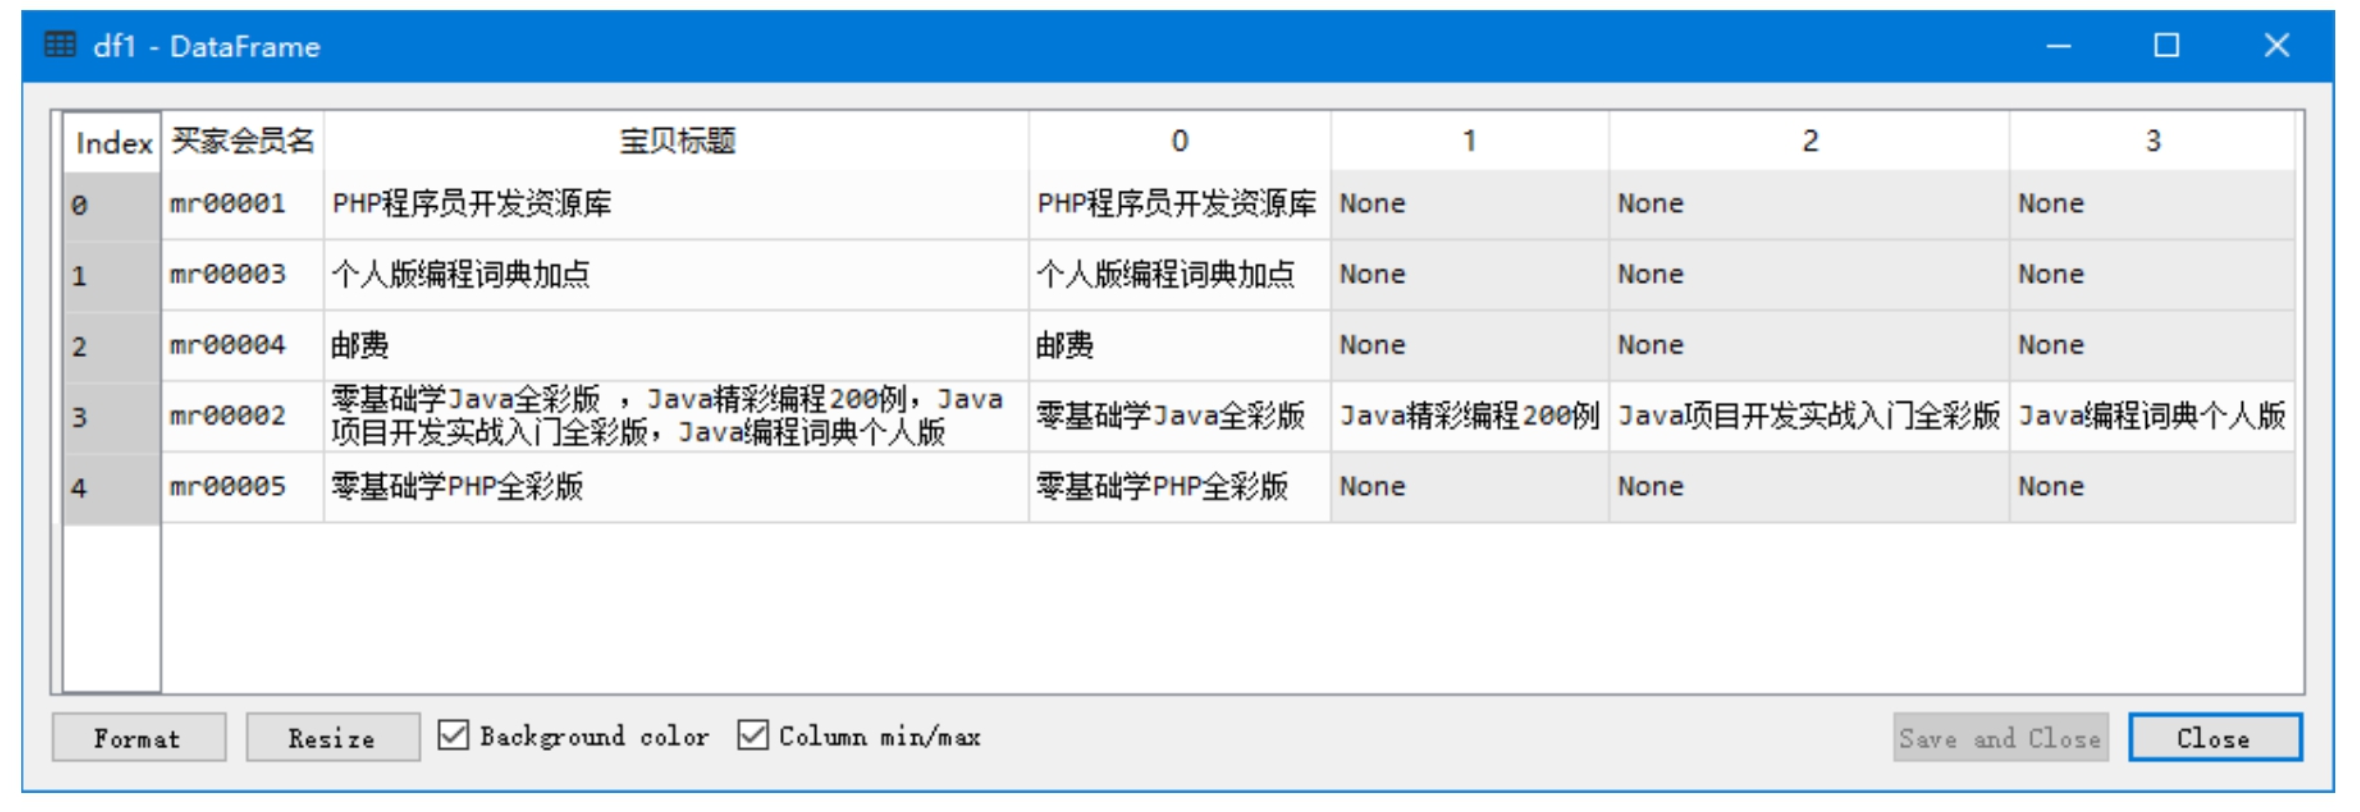 df1 - DataFrame
Index 买家会员名 宝贝标题 0 1 2 3
0 mr00001 PHP程序员开发资源库 PHP程序员开发资源库 None None None
1 mr00003 个人版编程词典加点 个人版编程词典加点 None None None
2 mr00004 邮费 邮费 None None None
3 mr00002 零基础学Java全彩版 ，Java精彩编程200例，Java
项目开发实战入门全彩版，Java编程词典个人版 零基础学Java全彩版 Java精彩编程200例 Java项目开发实战入门全彩版 Java编程词典个人版
4 mr00005 零基础学PHP全彩版 零基础学PHP全彩版 None None None
Format Resize Background color Column min/max Save and Close Close